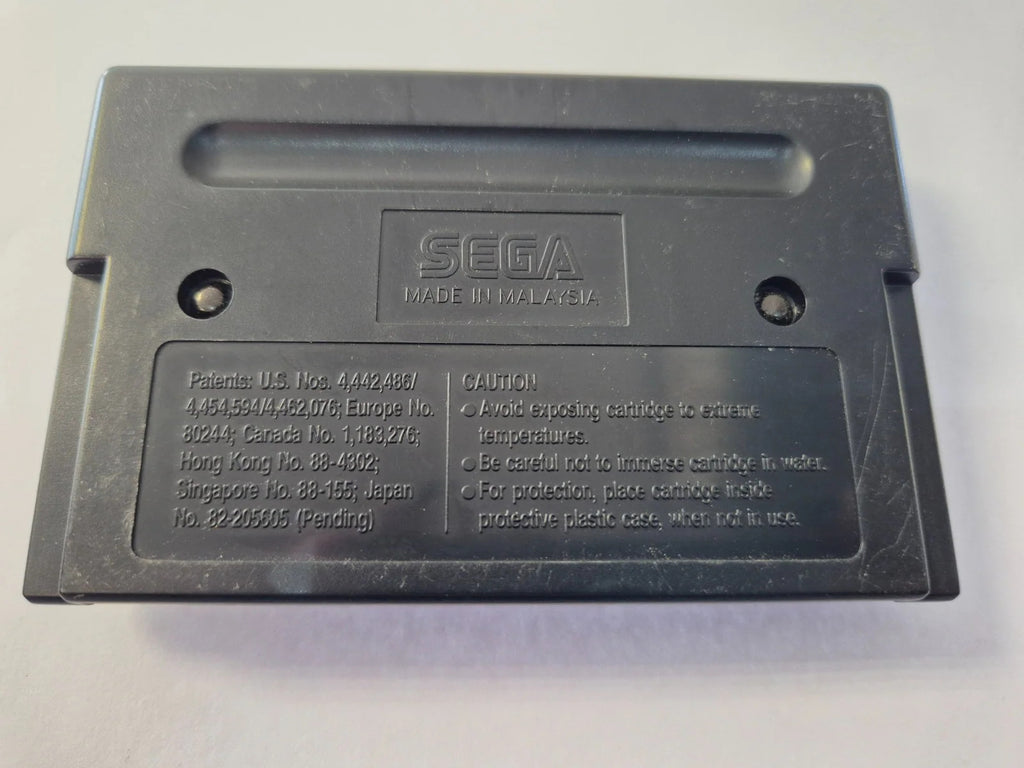 SEGA
MADE IN MALAYSIA
Patents: U.S. Nos. 4,442,486/
4,454,594/4,462,076; Europe No.
80244; Canada No. 1,183,276;
Hong Kong No. 88-4302;
Singapore No. 88-155; Japan
No. 82-205605 (Pending)
CAUTION
● Avoid exposing cartridge to extreme
temperatures.
● Be careful not to immerse cartridge in water.
● For protection, place cartridge inside
protective plastic case, when not in use.